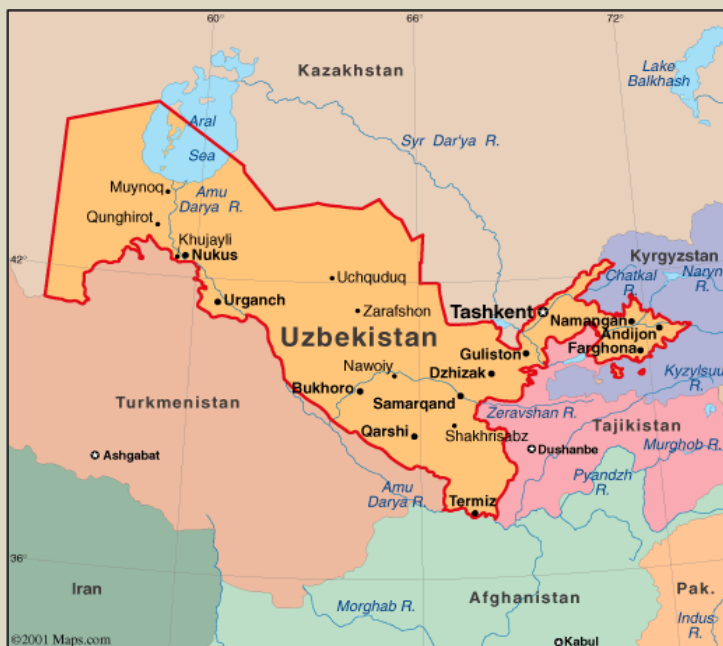 60°
66°
72°
Kazakhstan
Lake
Balkhash
Aral
Sea
Syr Dar'ya R.
Muynoq
Amu
Darya R.
Qunghirot
Khujayli
Nukus
42°
Kyrgyzstan
Chatkal
R.
Naryn
R.
Uchquduq
Urganch
Zarafshon
Tashkent
Namangan
Andijon
Uzbekistan
Guliston
Farghona
Nawoiy
Dzhizak
Kyzylsuu
R.
Bukhoro
Samarqand
Turkmenistan
Zeravshan R.
Tajikistan
Qarshi
Shakhrisabz
Dushanbe
Murghob R.
Ashgabat
Pyandzh
R.
Amu
Darya R.
Termiz
36°
Iran
Afghanistan
Pak.
Morghab R.
Indus
R.
©2001 Maps.com
Kabul